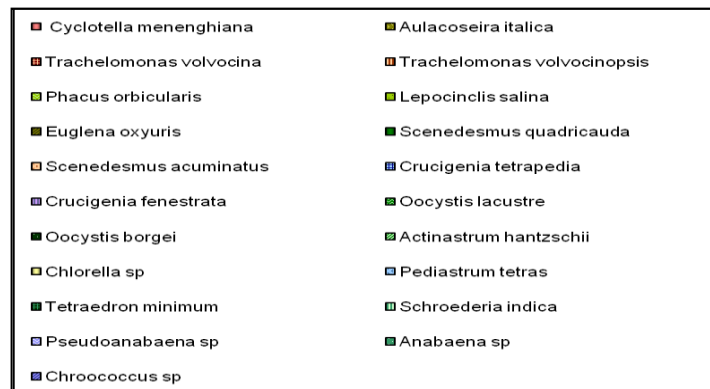 Cyclotella menenghiana
Aulacoseira italica
Trachelomonas volvocina
Trachelomonas volvocinopsis
Phacus orbicularis
Lepocinclis salina
Euglena oxyuris
Scenedesmus quadricauda
Scenedesmus acuminatus
Crucigenia tetrapedia
Crucigenia fenestrata
Oocystis lacustre
Oocystis borgei
Actinastrum hantzschii
Chlorella sp
Pediastrum tetras
Tetraedron minimum
Schroederia indica
Pseudoanabaena sp
Anabaena sp
Chroococcus sp